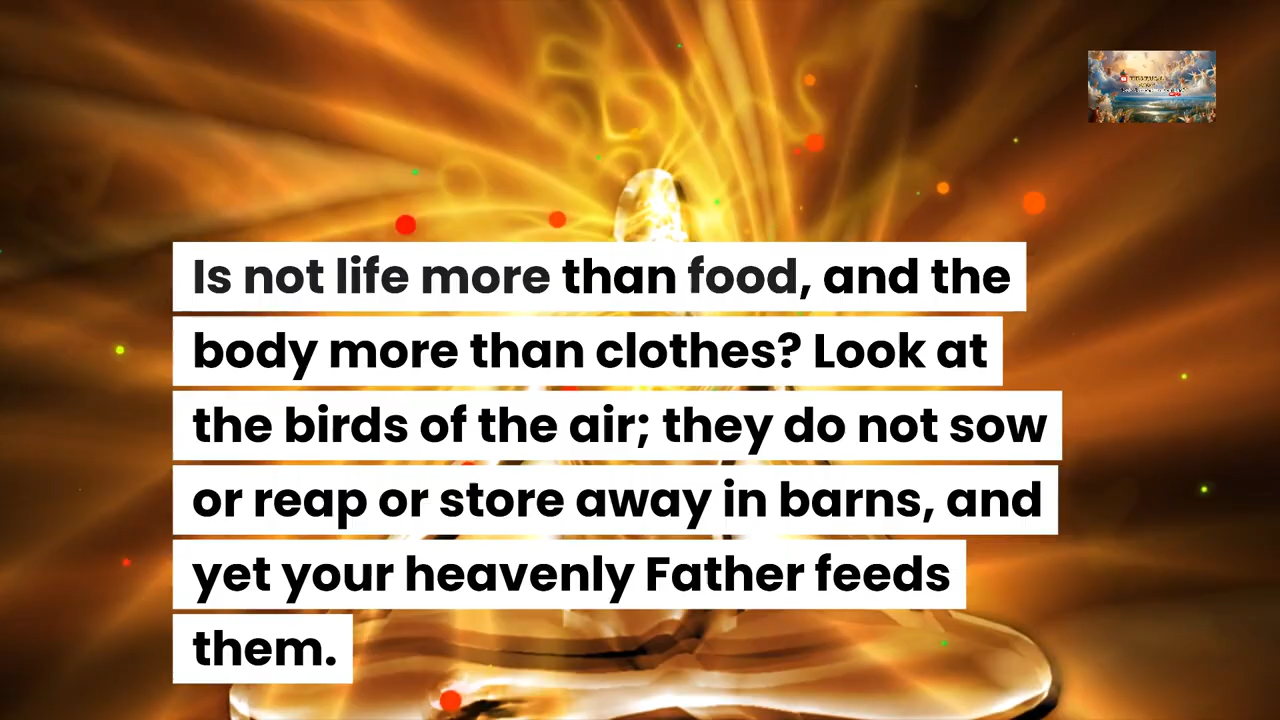 Is not life more than food, and the
body more than clothes? Look at
the birds of the air; they do not sow
or reap or store away in barns, and
yet your heavenly Father feeds
them.